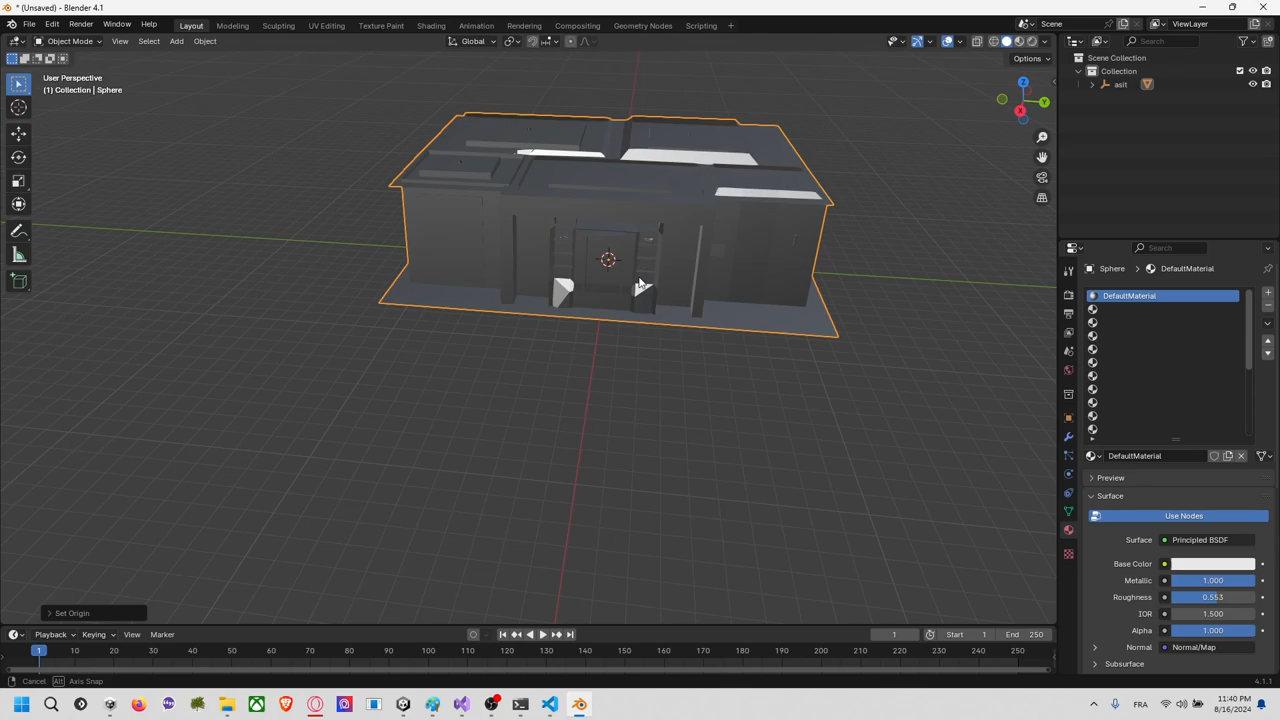 * (Unsaved) - Blender 4.1
File Edit Render Window Help
Layout Modeling Sculpting UV Editing Texture Paint Shading Animation Rendering Compositing Geometry Nodes Scripting +
Scene ViewLayer
Object Mode View Select Add Object Global
Options
User Perspective
(1) Collection | Sphere
Z
Y
X
Search
Scene Collection
Collection
asit
Search
Sphere > DefaultMaterial
DefaultMaterial
DefaultMaterial
Preview
Surface
Use Nodes
Surface Principled BSDF
Base Color
Metallic 1.000
Roughness 0.553
IOR 1.500
Alpha 1.000
Normal Normal/Map
Subsurface
> Set Origin
Playback Keying View Marker
1 Start 1 End 250
1 10 20 30 40 50 60 70 80 90 100 110 120 130 140 150 160 170 180 190 200 210 220 230 240 250
Cancel Alt Axis Snap
4.1.1
FRA
11:40 PM
8/16/2024